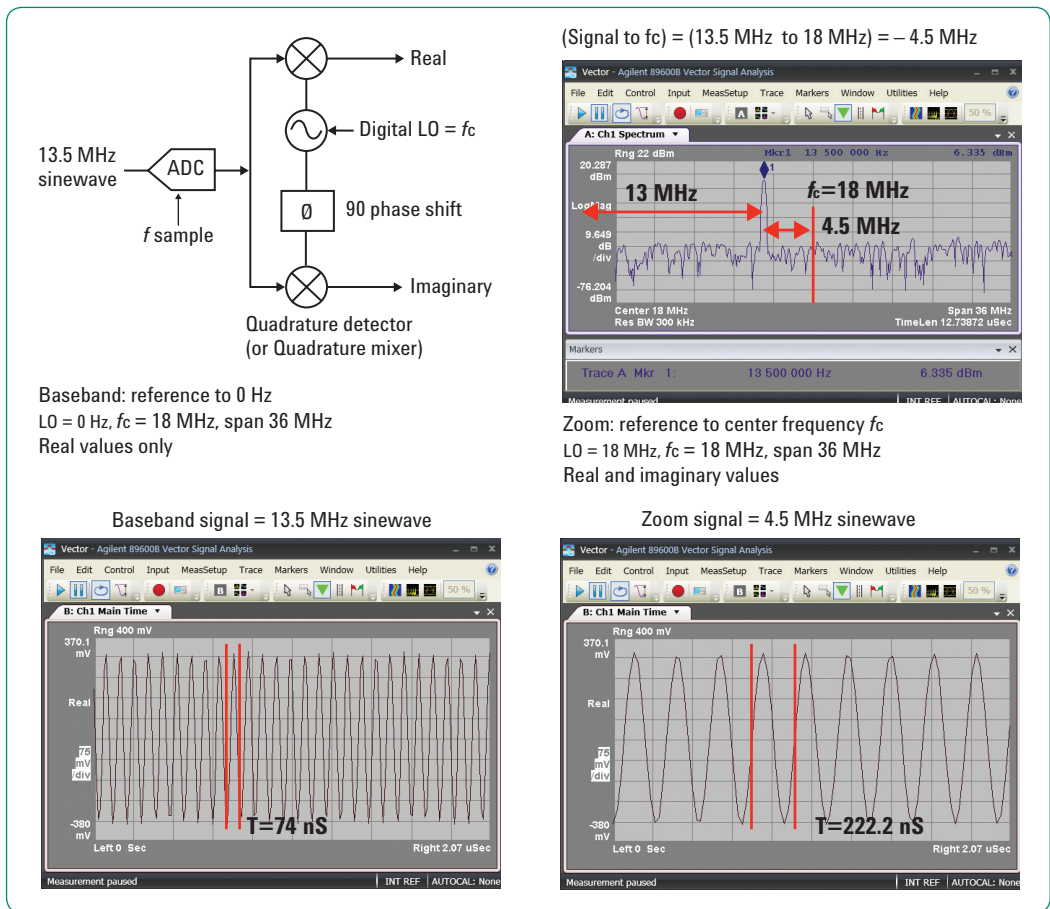 Real
Digital LO = fc
13.5 MHz
sinewave
ADC
Ø
90 phase shift
f sample
Imaginary
Quadrature detector
(or Quadrature mixer)
Baseband: reference to 0 Hz
LO = 0 Hz, fc = 18 MHz, span 36 MHz
Real values only
(Signal to fc) = (13.5 MHz to 18 MHz) = – 4.5 MHz
Vector - Agilent 89600B Vector Signal Analysis
File Edit Control Input MeasSetup Trace Markers Window Utilities Help
A 50 %
A: Ch1 Spectrum
Rng 22 dBm Mkr1 13 500 000 Hz 6.335 dBm
20.287
dBm
1
13 MHz
fc=18 MHz
LogMag
4.5 MHz
9.649
dB
/div
-76.204
dBm
Center 18 MHz Span 36 MHz
Res BW 300 kHz TimeLen 12.73872 uSec
Markers
Trace A Mkr 1: 13 500 000 Hz 6.335 dBm
Measurement paused INT REF AUTOCAL: None
Zoom: reference to center frequency fc
LO = 18 MHz, fc = 18 MHz, span 36 MHz
Real and imaginary values
Baseband signal = 13.5 MHz sinewave
Vector - Agilent 89600B Vector Signal Analysis
File Edit Control Input MeasSetup Trace Markers Window Utilities Help
B 50 %
B: Ch1 Main Time
Rng 400 mV
370.1
mV
Real
75
mV
/div
T=74 nS
-380
mV
Left 0 Sec Right 2.07 uSec
Measurement paused INT REF AUTOCAL: None
Zoom signal = 4.5 MHz sinewave
Vector - Agilent 89600B Vector Signal Analysis
File Edit Control Input MeasSetup Trace Markers Window Utilities Help
B 50 %
B: Ch1 Main Time
Rng 400 mV
370.1
mV
Real
75
mV
/div
T=222.2 nS
-380
mV
Left 0 Sec Right 2.07 uSec
Measurement paused INT REF AUTOCAL: None